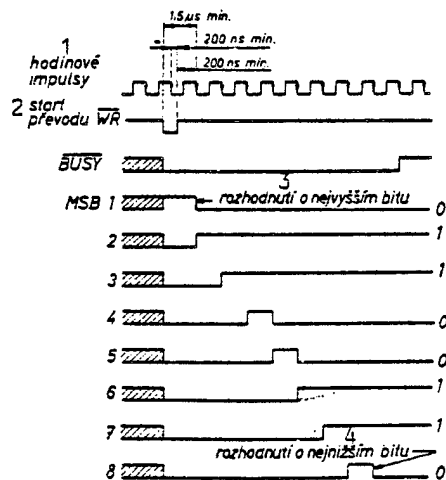 1,5 µs min.
200 ns min.
200 ns min.
1
hodinové
impulsy
2 start
převodu WR
BUSY
3
MSB 1 rozhodnutí o nejvyšším bitu 0
2 1
3 1
4 0
5 0
6 1
7 1
4
rozhodnutí o nejnižším bitu
8 0